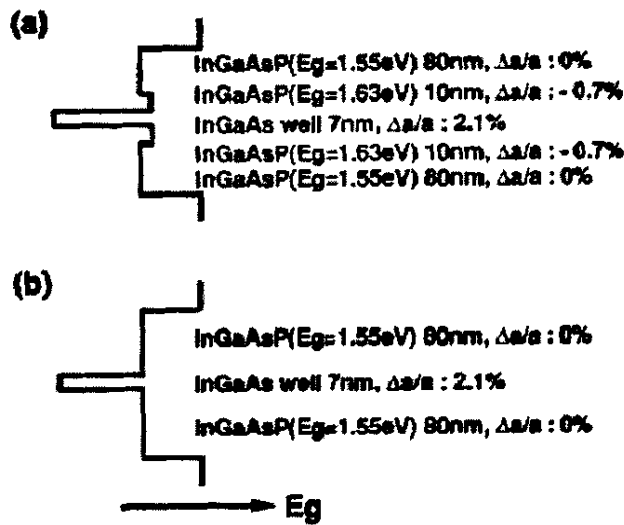 (a)
InGaAsP(Eg=1.55eV) 80nm, Δa/a : 0%
InGaAsP(Eg=1.63eV) 10nm, Δa/a : - 0.7%
InGaAs well 7nm, Δa/a : 2.1%
InGaAsP(Eg=1.63eV) 10nm, Δa/a : - 0.7%
InGaAsP(Eg=1.55eV) 80nm, Δa/a : 0%
(b)
InGaAsP(Eg=1.55eV) 80nm, Δa/a : 0%
InGaAs well 7nm, Δa/a : 2.1%
InGaAsP(Eg=1.55eV) 80nm, Δa/a : 0%
Eg